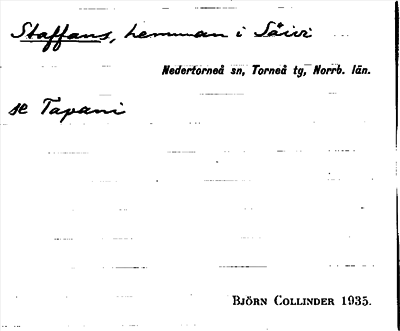 Staffans, hemman i Säivi
Nedertorneå sn, Torneå tg, Norrb. län.
se Tapani
BJÖRN COLLINDER 1935.